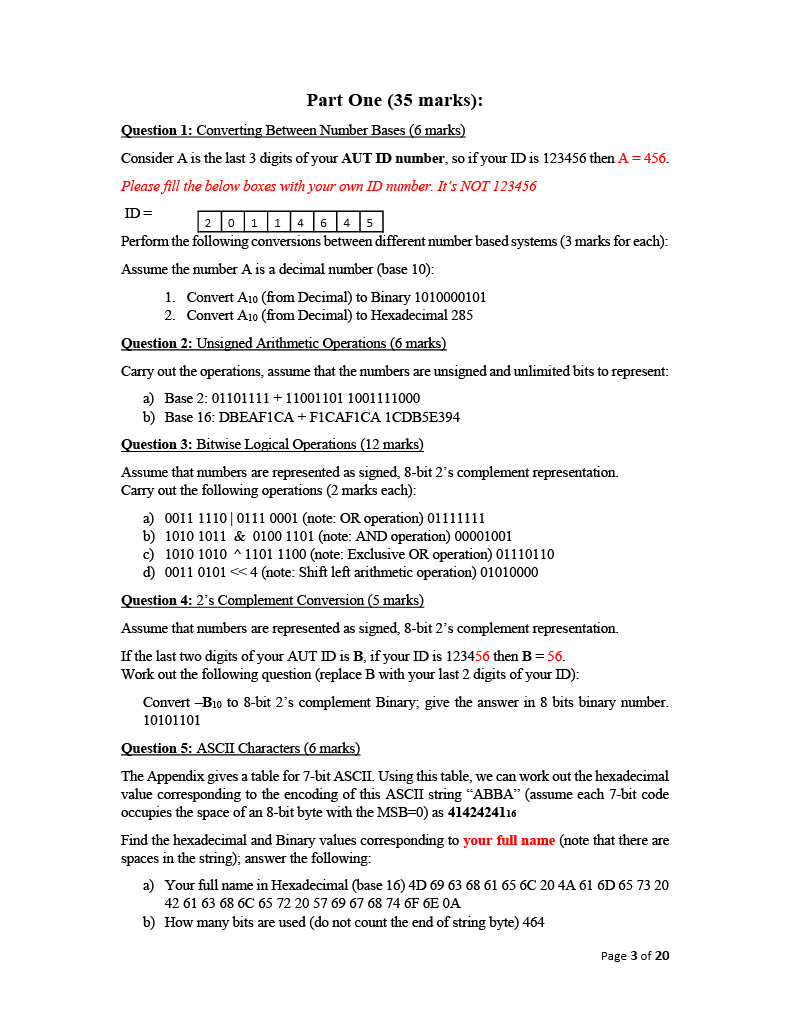 Part One (35 marks):
Question 1: Converting Between Number Bases (6 marks)
Consider A is the last 3 digits of your AUT ID number, so if your ID is 123456 then A = 456.
Please fill the below boxes with your own ID number. It's NOT 123456
ID =
2 0 1 1 4 6 4 5
Perform the following conversions between different number based systems (3 marks for each):
Assume the number A is a decimal number (base 10):
1. Convert A10 (from Decimal) to Binary 1010000101
2. Convert A10 (from Decimal) to Hexadecimal 285
Question 2: Unsigned Arithmetic Operations (6 marks)
Carry out the operations, assume that the numbers are unsigned and unlimited bits to represent:
a) Base 2: 01101111 + 11001101 1001111000
b) Base 16: DBEAF1CA + F1CAF1CA 1CDB5E394
Question 3: Bitwise Logical Operations (12 marks)
Assume that numbers are represented as signed, 8-bit 2's complement representation.
Carry out the following operations (2 marks each):
a) 0011 1110 | 0111 0001 (note: OR operation) 01111111
b) 1010 1011 & 0100 1101 (note: AND operation) 00001001
c) 1010 1010 ^ 1101 1100 (note: Exclusive OR operation) 01110110
d) 0011 0101 << 4 (note: Shift left arithmetic operation) 01010000
Question 4: 2's Complement Conversion (5 marks)
Assume that numbers are represented as signed, 8-bit 2's complement representation.
If the last two digits of your AUT ID is B, if your ID is 123456 then B = 56.
Work out the following question (replace B with your last 2 digits of your ID):
Convert –B10 to 8-bit 2's complement Binary; give the answer in 8 bits binary number.
10101101
Question 5: ASCII Characters (6 marks)
The Appendix gives a table for 7-bit ASCII. Using this table, we can work out the hexadecimal
value corresponding to the encoding of this ASCII string "ABBA" (assume each 7-bit code
occupies the space of an 8-bit byte with the MSB=0) as 4142424116
Find the hexadecimal and Binary values corresponding to your full name (note that there are
spaces in the string); answer the following:
a) Your full name in Hexadecimal (base 16) 4D 69 63 68 61 65 6C 20 4A 61 6D 65 73 20
42 61 63 68 6C 65 72 20 57 69 67 68 74 6F 6E 0A
b) How many bits are used (do not count the end of string byte) 464
Page 3 of 20